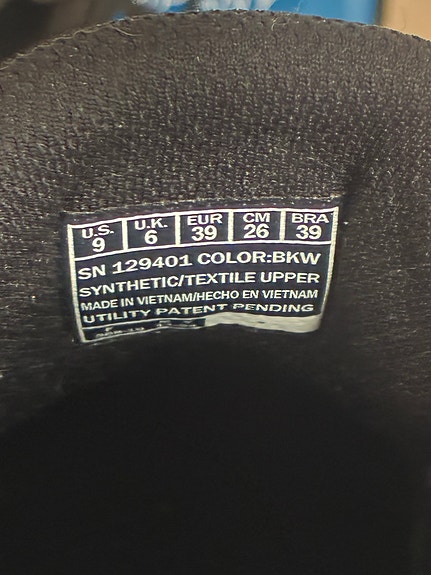 U.S. U.K. EUR CM BRA
9 6 39 26 39
SN 129401 COLOR:BKW
SYNTHETIC/TEXTILE UPPER
MADE IN VIETNAM/HECHO EN VIETNAM
UTILITY PATENT PENDING